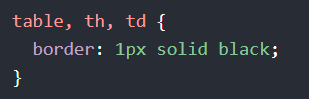 table, th, td {
  border: 1px solid black;
}